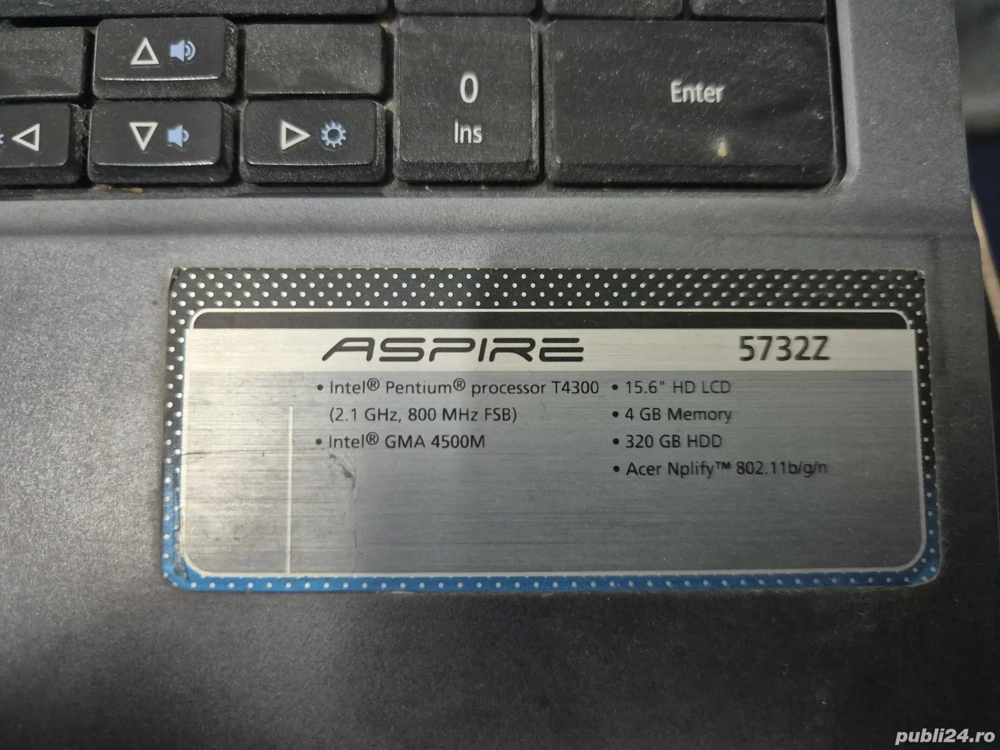 0
Ins
Enter
ASPIRE 5732Z
• Intel® Pentium® processor T4300
(2.1 GHz, 800 MHz FSB)
• Intel® GMA 4500M
• 15.6" HD LCD
• 4 GB Memory
• 320 GB HDD
• Acer Nplify™ 802.11b/g/n
publi24.ro